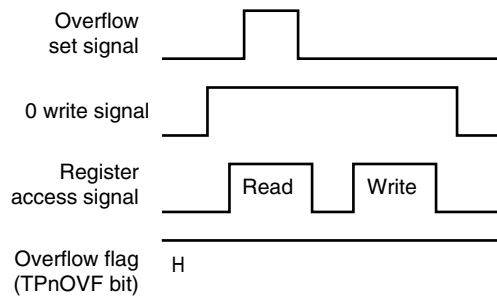 Overflow
set signal
0 write signal
Register
access signal
Read
Write
Overflow flag
(TPnOVF bit)
H